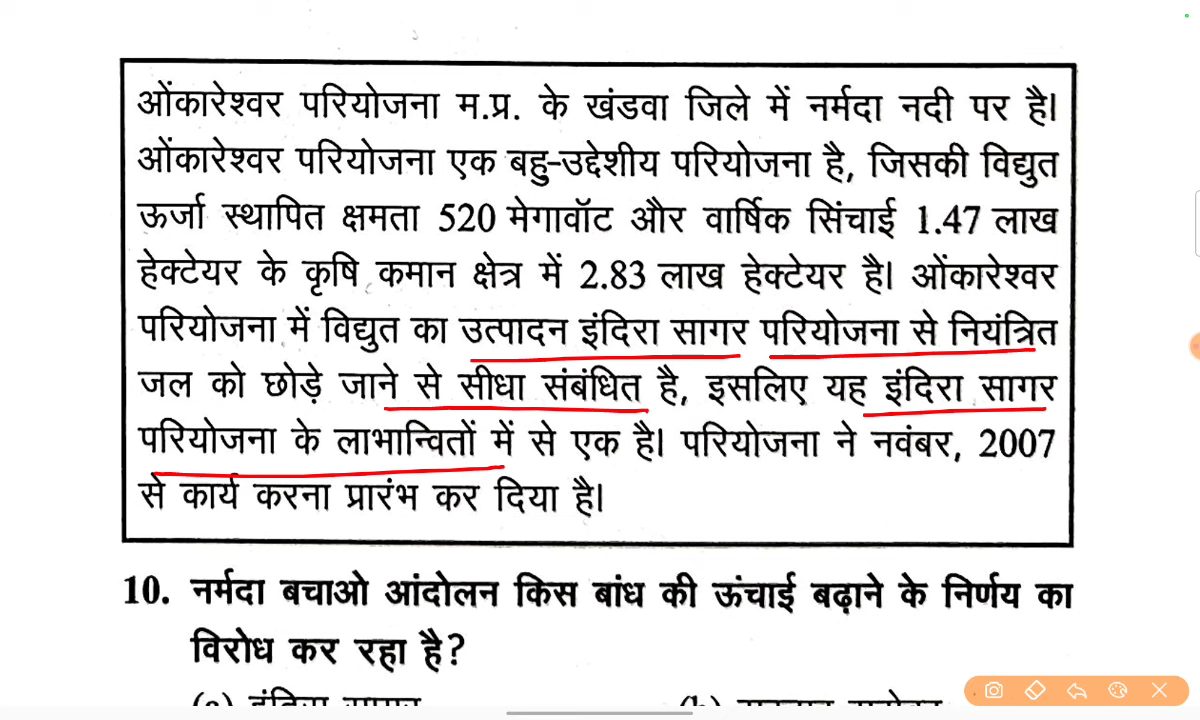 ओंकारेश्वर परियोजना म.प्र. के खंडवा जिले में नर्मदा नदी पर है।
ओंकारेश्वर परियोजना एक बहु-उद्देशीय परियोजना है, जिसकी विद्युत
ऊर्जा स्थापित क्षमता 520 मेगावॉट और वार्षिक सिंचाई 1.47 लाख
हेक्टेयर के कृषि कमान क्षेत्र में 2.83 लाख हेक्टेयर है। ओंकारेश्वर
परियोजना में विद्युत का उत्पादन इंदिरा सागर परियोजना से नियंत्रित
जल को छोड़े जाने से सीधा संबंधित है, इसलिए यह इंदिरा सागर
परियोजना के लाभान्वितों में से एक है। परियोजना ने नवंबर, 2007
से कार्य करना प्रारंभ कर दिया है।
10. नर्मदा बचाओ आंदोलन किस बांध की ऊंचाई बढ़ाने के निर्णय का
विरोध कर रहा है?